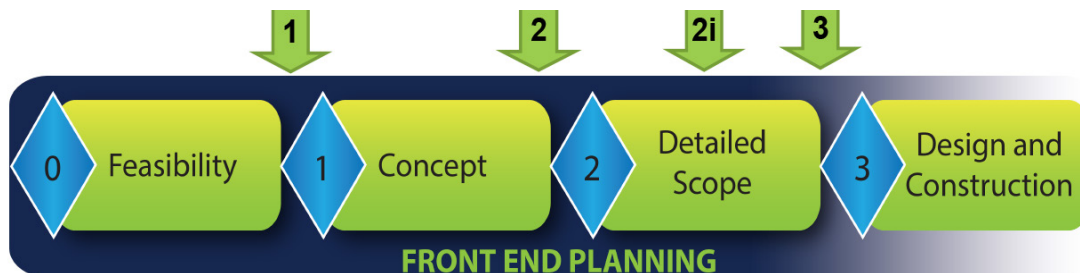 1
2
2i
3
0
Feasibility
1
Concept
2
Detailed
Scope
3
Design and
Construction
FRONT END PLANNING